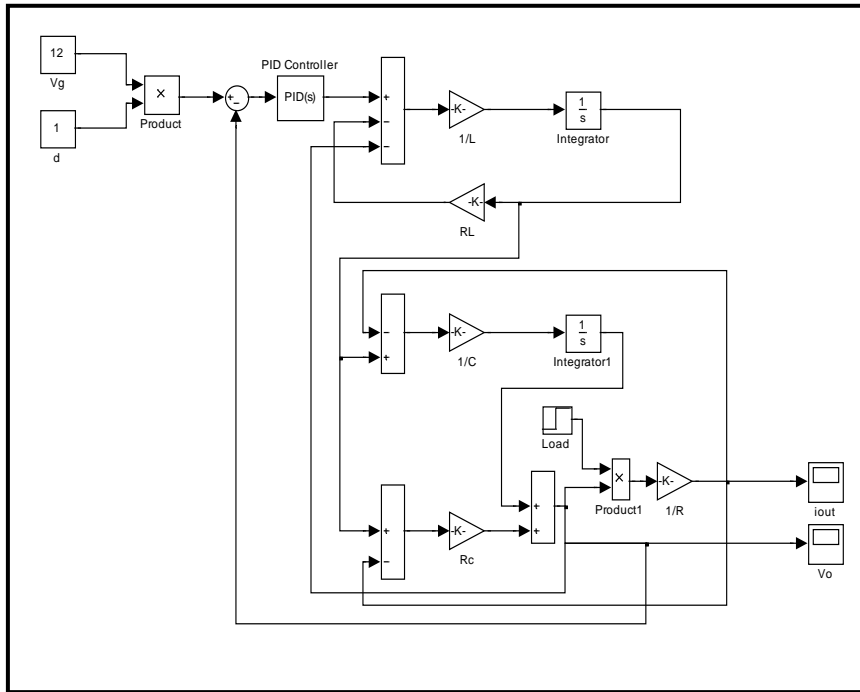 12
Vg
1
d
×
Product
+
−
PID Controller
PID(s)
+
−
−
-K-
1/L
1
s
Integrator
-K-
RL
−
+
-K-
1/C
1
s
Integrator1
Load
+
−
-K-
Rc
+
+
×
Product1
-K-
1/R
iout
Vo